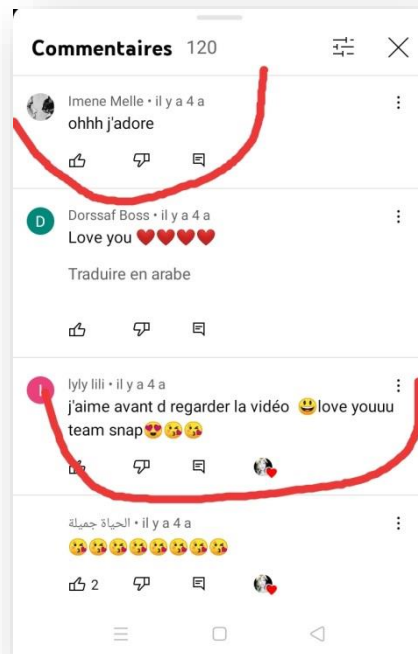 Commentaires 120
Imene Melle • il y a 4 a
ohhh j'adore
D
Dorssaf Boss • il y a 4 a
Love you ❤️❤️❤️❤️
Traduire en arabe
lyly lili • il y a 4 a
j'aime avant d regarder la vidéo 😃love youuu
team snap😍😘😘
الحياة جميلة • il y a 4 a
😘😘😘😘😘😘😘😘
2